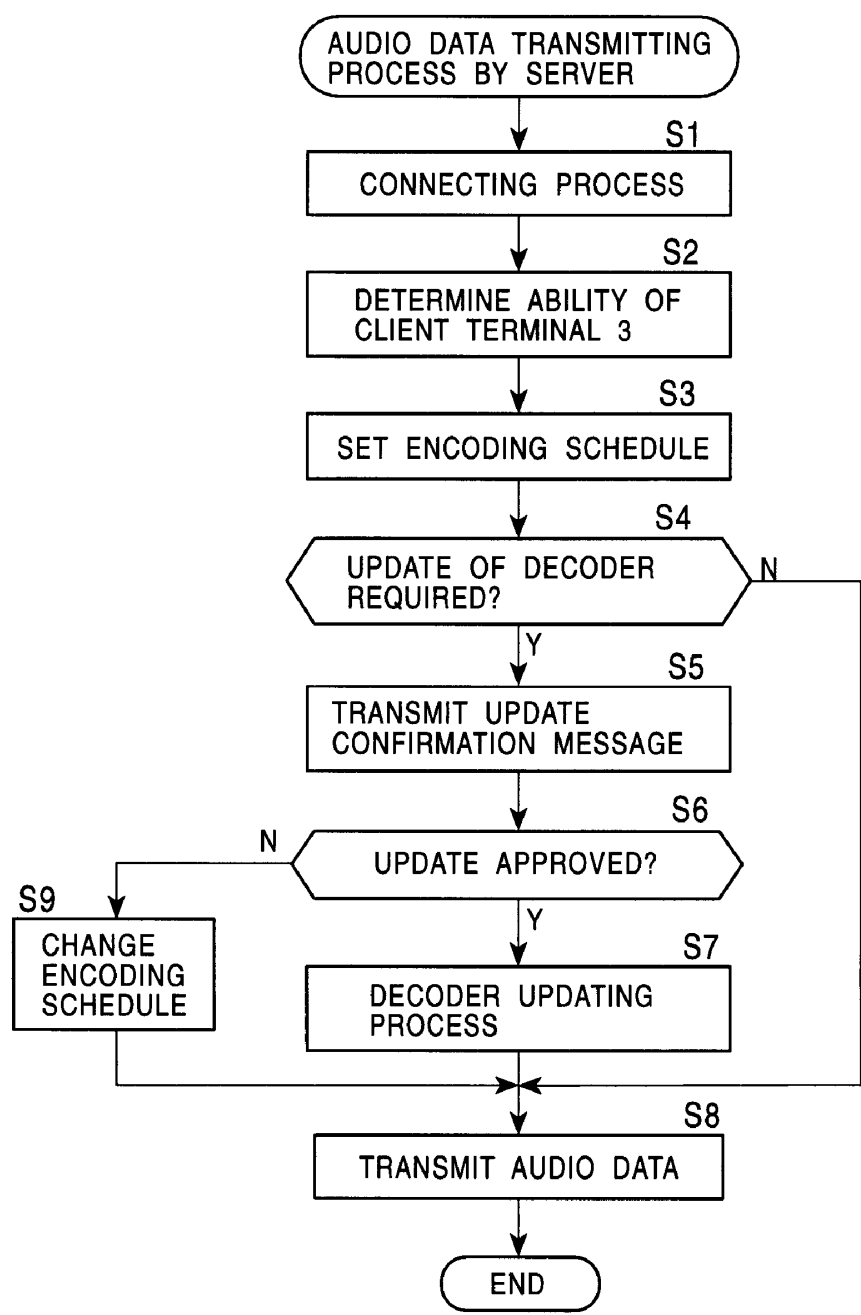 AUDIO DATA TRANSMITTING
PROCESS BY SERVER
S1
CONNECTING PROCESS
S2
DETERMINE ABILITY OF
CLIENT TERMINAL 3
S3
SET ENCODING SCHEDULE
S4
UPDATE OF DECODER
REQUIRED?
N
Y
S5
TRANSMIT UPDATE
CONFIRMATION MESSAGE
S6
UPDATE APPROVED?
N
Y
S9
CHANGE
ENCODING
SCHEDULE
S7
DECODER UPDATING
PROCESS
S8
TRANSMIT AUDIO DATA
END